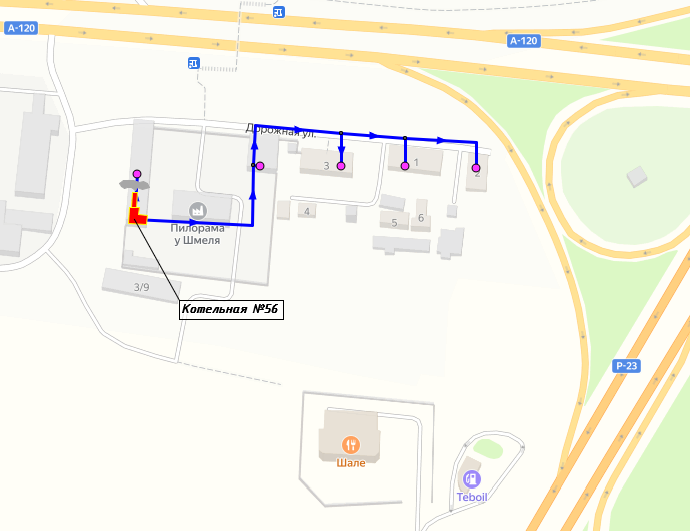 А-120
А-120
Дорожная ул.
3
1
2
4
5
6
Пилорама
у Шмеля
3/9
Котельная №56
Р-23
Шале
Teboil